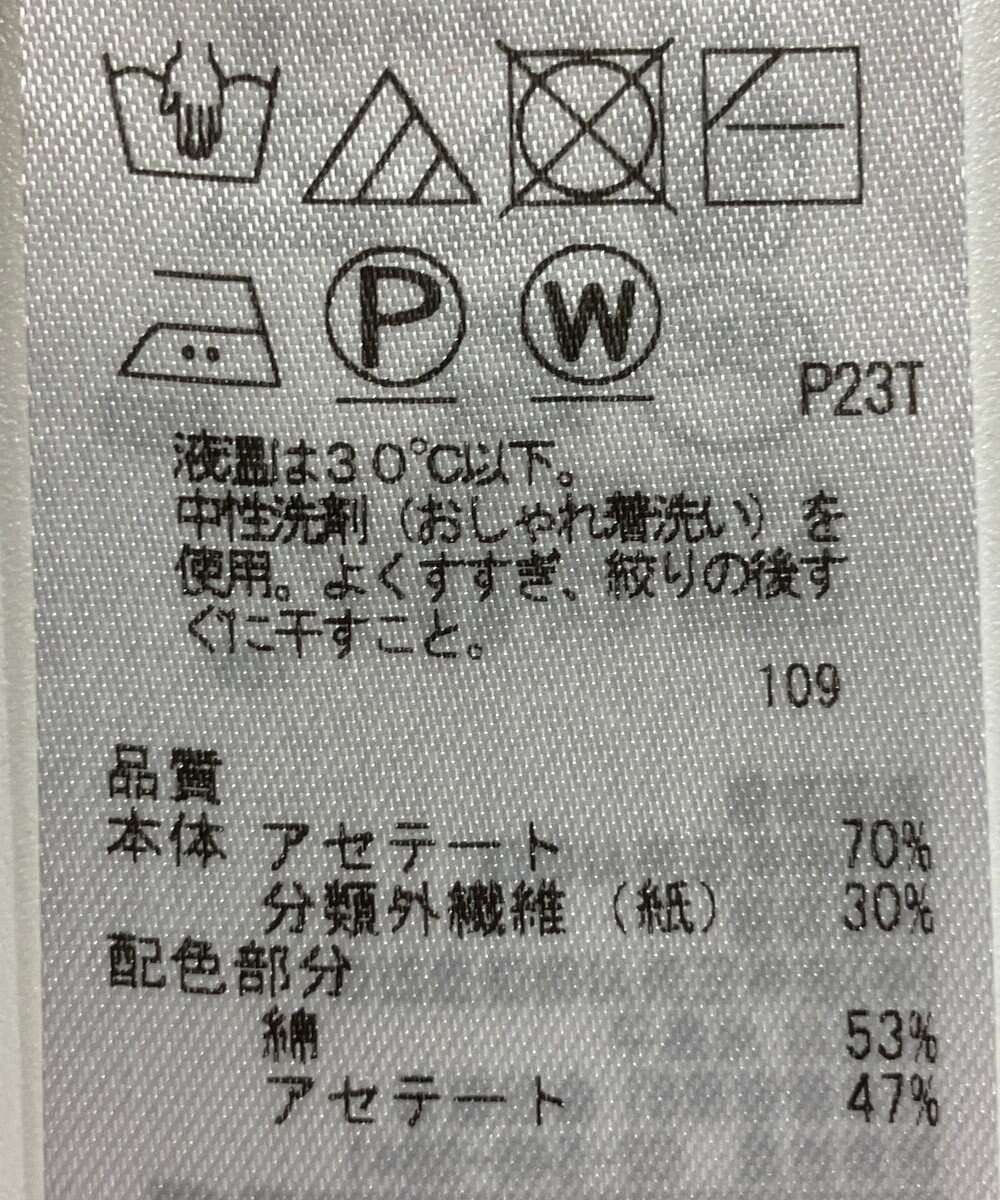 P
W
P23T
液温は30℃以下。
中性洗剤（おしゃれ着洗い）を
使用。よくすすぎ、絞りの後す
ぐに干すこと。
109
品質
本体 アセテート 70%
分類外繊維（紙） 30%
配色部分
綿 53%
アセテート 47%